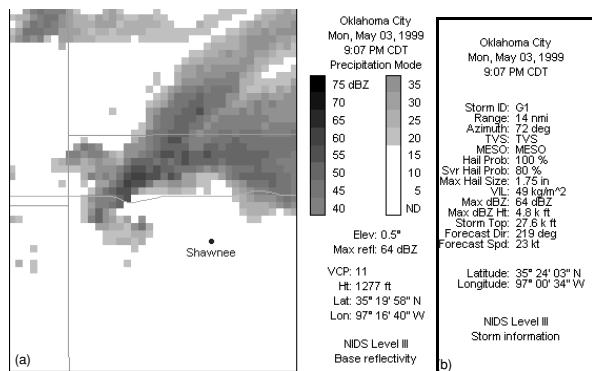 Shawnee
(a)
Oklahoma City
Mon, May 03, 1999
9:07 PM CDT
Precipitation Mode
75 dBZ
70
65
60
55
50
45
40
35
30
25
20
15
10
5
ND
Elev: 0.5°
Max refl: 64 dBZ
VCP: 11
Ht: 1277 ft
Lat: 35° 19' 58" N
Lon: 97° 16' 40" W
NIDS Level III
Base reflectivity
Oklahoma City
Mon, May 03, 1999
9:07 PM CDT
Storm ID: G1
Range: 14 nmi
Azimuth: 72 deg
TVS: TVS
MESO: MESO
Hail Prob: 100 %
Svr Hail Prob: 80 %
Max Hail Size: 1.75 in
VIL: 49 kg/m^2
Max dBZ: 64 dBZ
Max dBZ Ht: 4.8 k ft
Storm Top: 27.6 k ft
Forecast Dir: 219 deg
Forecast Spd: 23 kt
Latitude: 35° 24' 03" N
Longitude: 97° 00' 34" W
NIDS Level III
Storm information
(b)